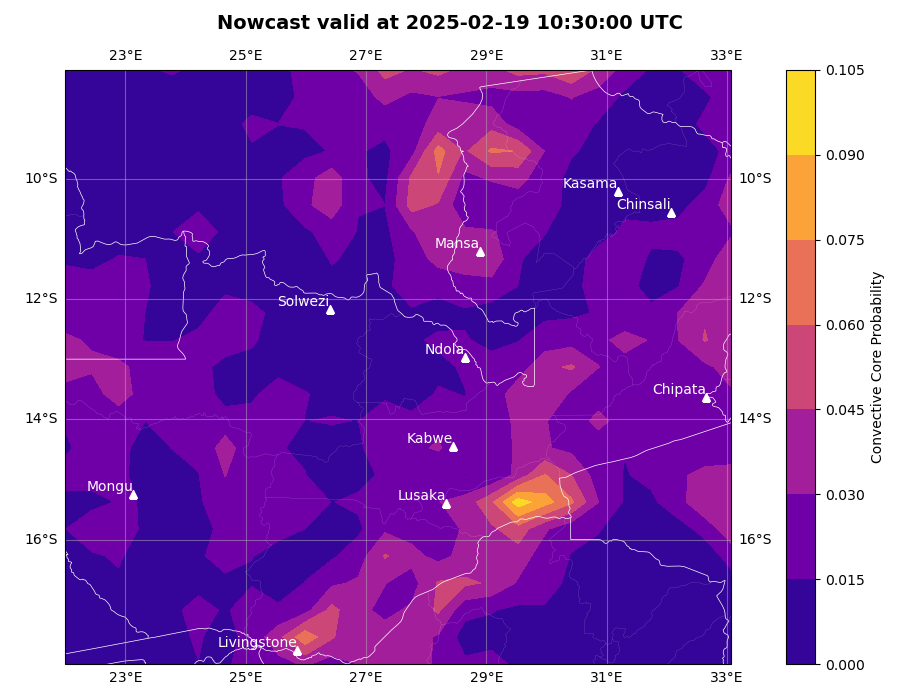 Nowcast valid at 2025-02-19 10:30:00 UTC
23°E 25°E 27°E 29°E 31°E 33°E
0.105
0.090
10°S 10°S
Kasama
Chinsali
0.075
Mansa
12°S 12°S
Solwezi
0.060
Ndola
Chipata
0.045
14°S 14°S
Kabwe
Mongu
Lusaka
0.030
16°S 16°S
0.015
Livingstone
0.000
23°E 25°E 27°E 29°E 31°E 33°E
Convective Core Probability